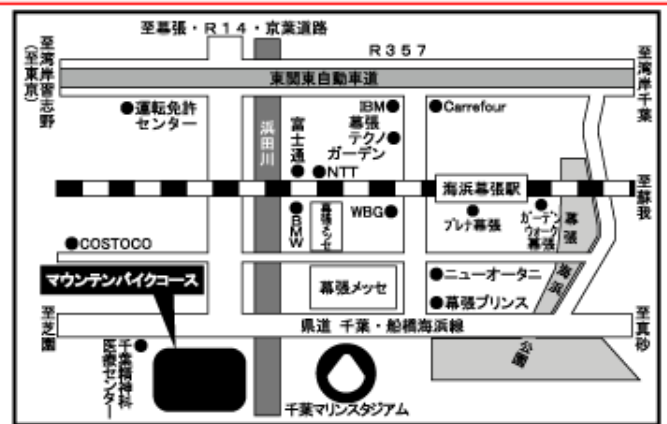 至幕張・R14・京葉道路
R357
至湾岸習志野
(至東京)
東関東自動車道
至湾岸千葉
●運転免許
センター
浜田川
富士通
IBM●
幕張
テクノ
ガーデン
●Carrefour
●NTT
海浜幕張駅
至蘇我
BMW
幕張メッセ
WBG●
プレナ幕張
ガーデン
ウォーク
幕張
幕張
海浜
公園
●COSTOCO
マウンテンバイクコース
幕張メッセ
●ニューオータニ
●幕張プリンス
至芝園
県道 千葉・船橋海浜線
至真砂
千葉精神科
医療センター
千葉マリンスタジアム